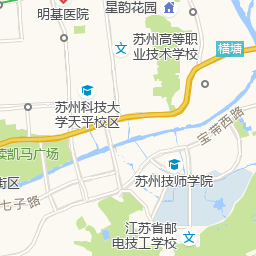 星韵花园
明基医院
苏州高等职
业技术学校
横塘
苏州科技大
学天平校区
宝带西路
读凯马广场
苏州技师学院
街区
七子路
江苏省邮
电技工学校